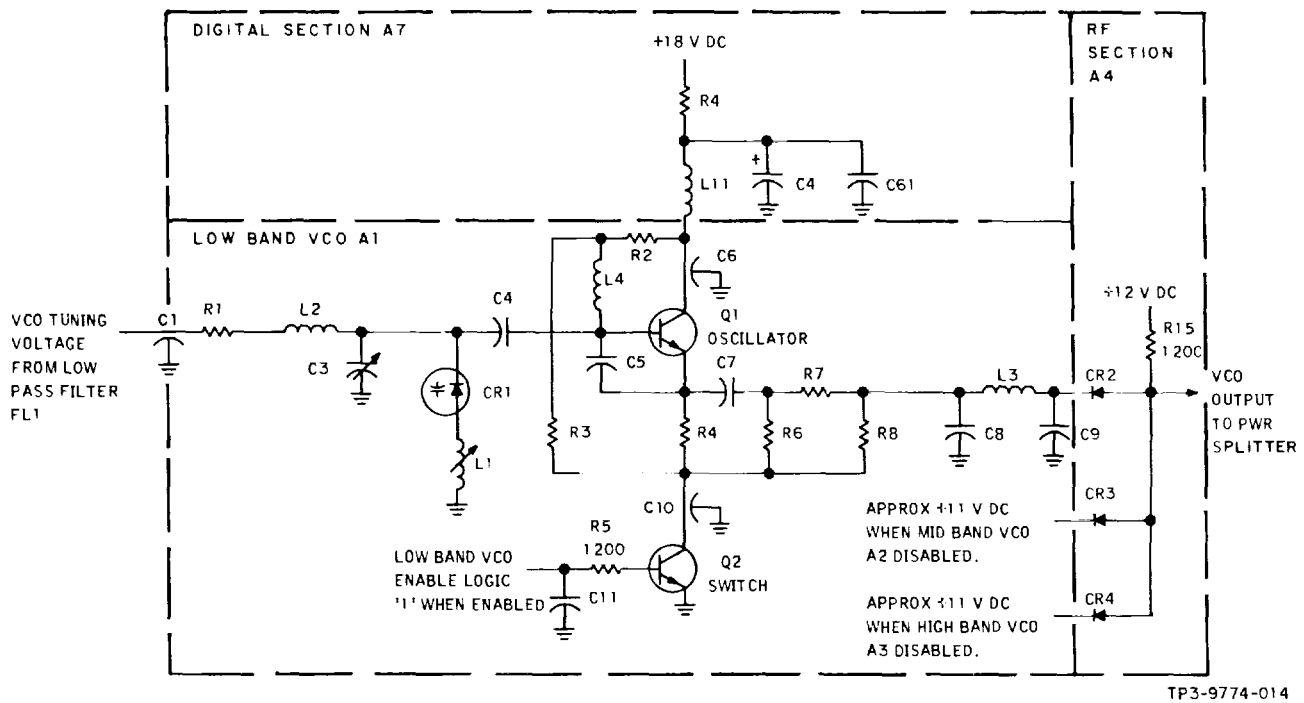 DIGITAL SECTION A7
RF
SECTION
A4
+18 V DC
R4
L11
+
C4
C61
LOW BAND VCO A1
R2
C6
L4
+12 V DC
VCO TUNING
VOLTAGE
FROM LOW
PASS FILTER
FL1
C1
R1
L2
C4
Q1
OSCILLATOR
R15
1200
C3
C5
C7
R7
L3
CR2
VCO
OUTPUT
TO PWR
SPLITTER
CR1
R3
R4
R6
R8
C8
C9
L1
C10
CR3
APPROX +11 V DC
WHEN MID BAND VCO
A2 DISABLED.
R5
1200
LOW BAND VCO
ENABLE LOGIC
"1" WHEN ENABLED
C11
Q2
SWITCH
CR4
APPROX +11 V DC
WHEN HIGH BAND VCO
A3 DISABLED.
TP3-9774-014